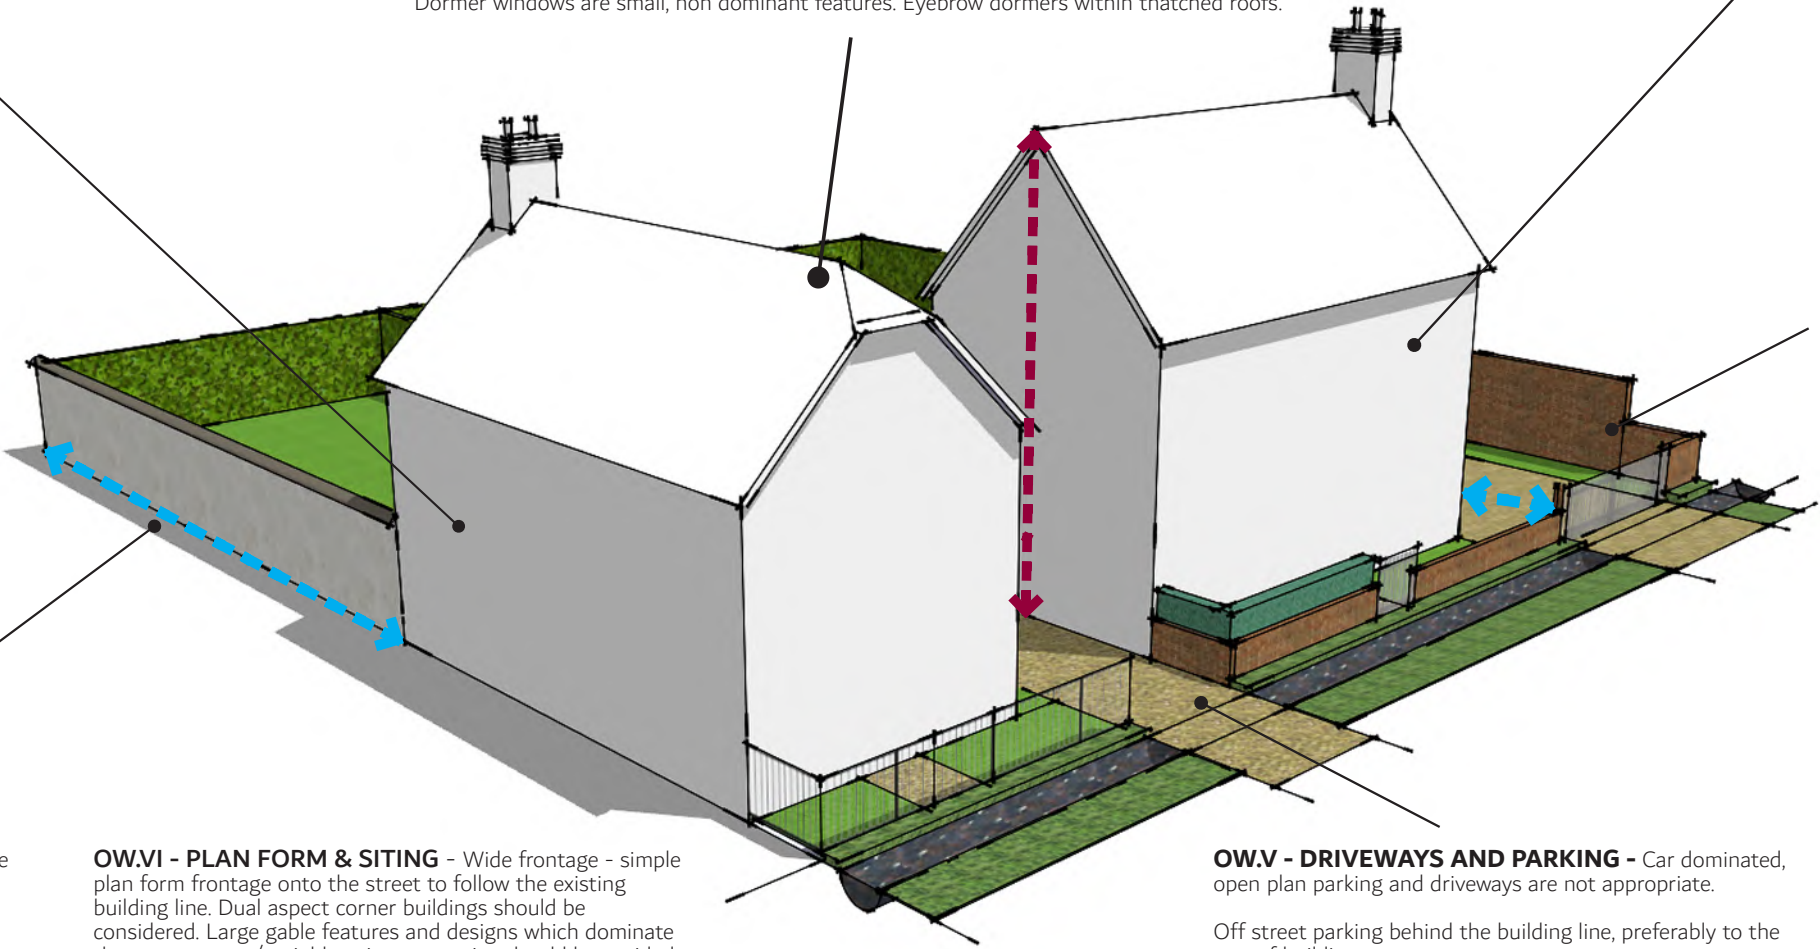 Dormer windows are small, non dominant features. Eyebrow dormers within thatched roofs.
e
OW.VI - PLAN FORM & SITING - Wide frontage - simple
plan form frontage onto the street to follow the existing
building line. Dual aspect corner buildings should be
considered. Large gable features and designs which dominate
OW.V - DRIVEWAYS AND PARKING - Car dominated,
open plan parking and driveways are not appropriate.
Off street parking behind the building line, preferably to the